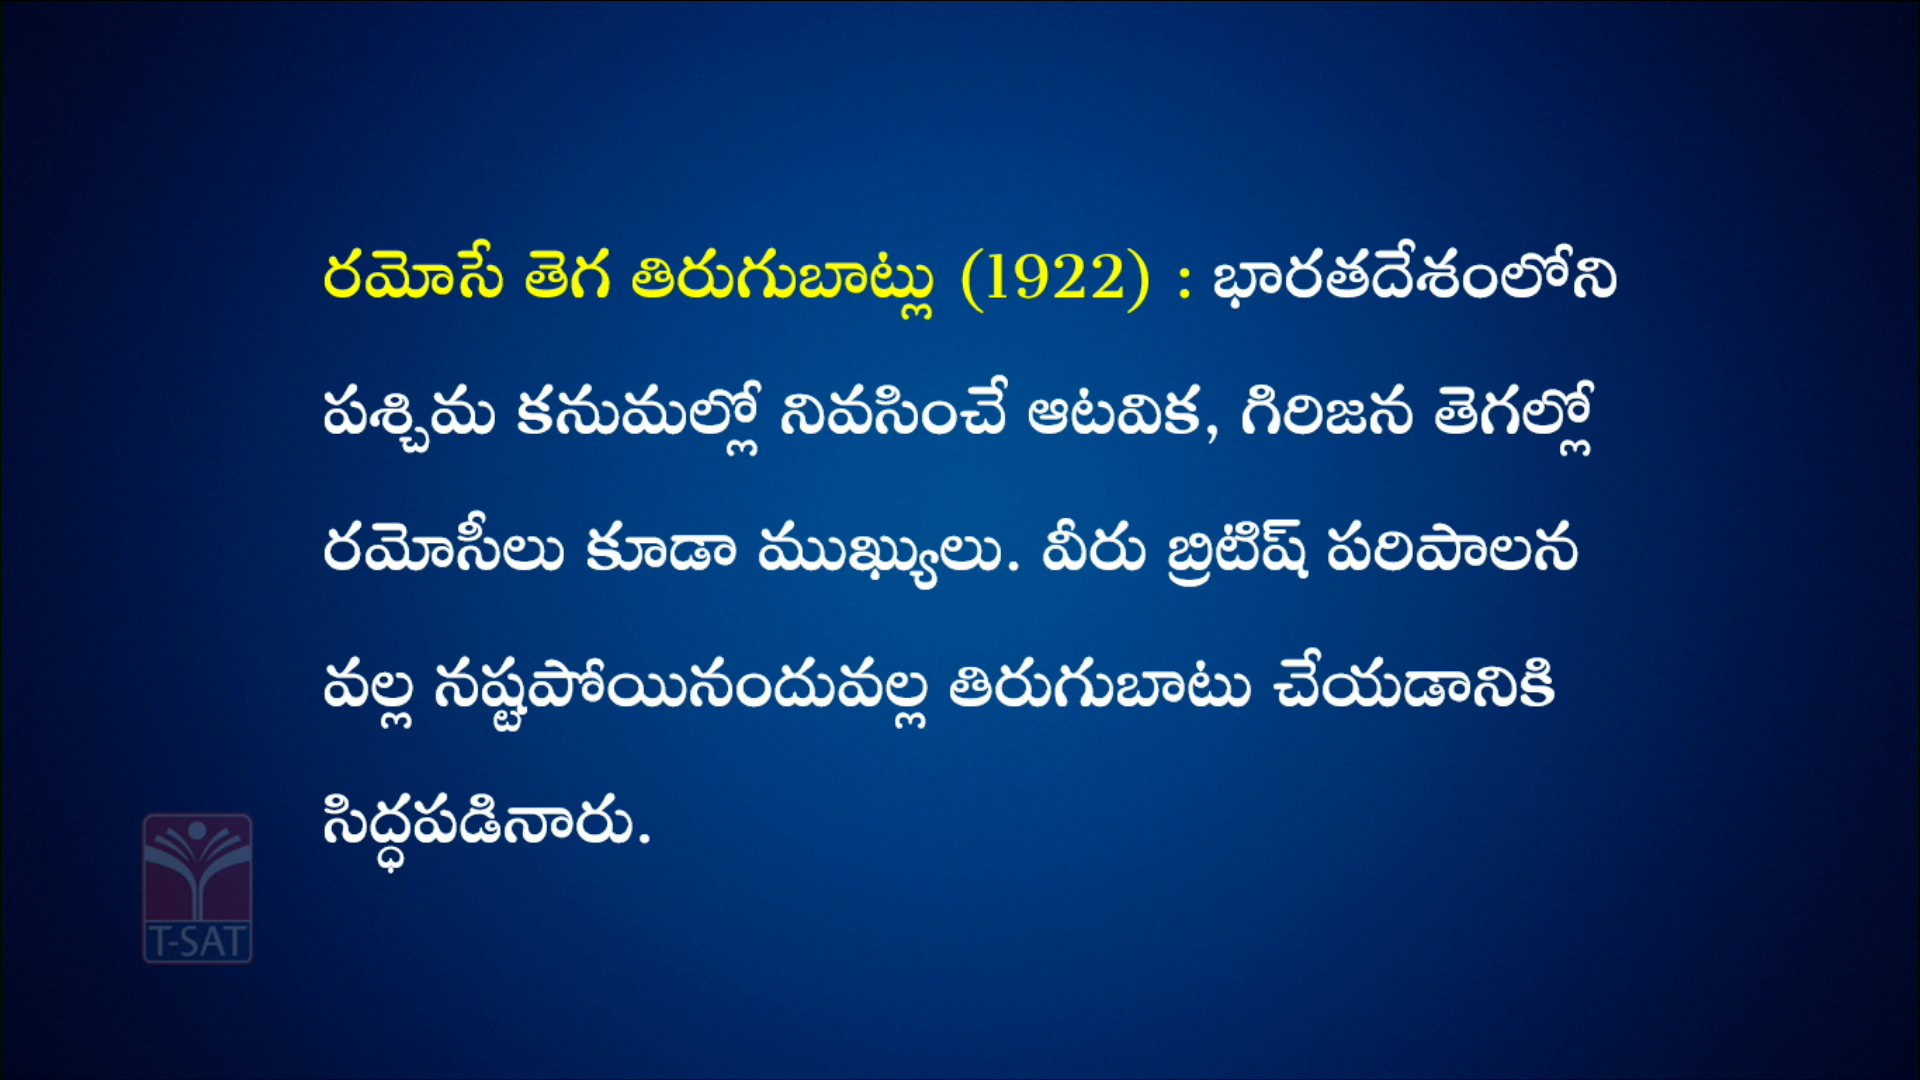 రమోసే తెగ తిరుగుబాట్లు (1922) : భారతదేశంలోని
పశ్చిమ కనుమల్లో నివసించే ఆటవిక, గిరిజన తెగల్లో
రమోసీలు కూడా ముఖ్యులు. వీరు బ్రిటిష్ పరిపాలన
వల్ల నష్టపోయినందువల్ల తిరుగుబాటు చేయడానికి
సిద్ధపడినారు.
T-SAT